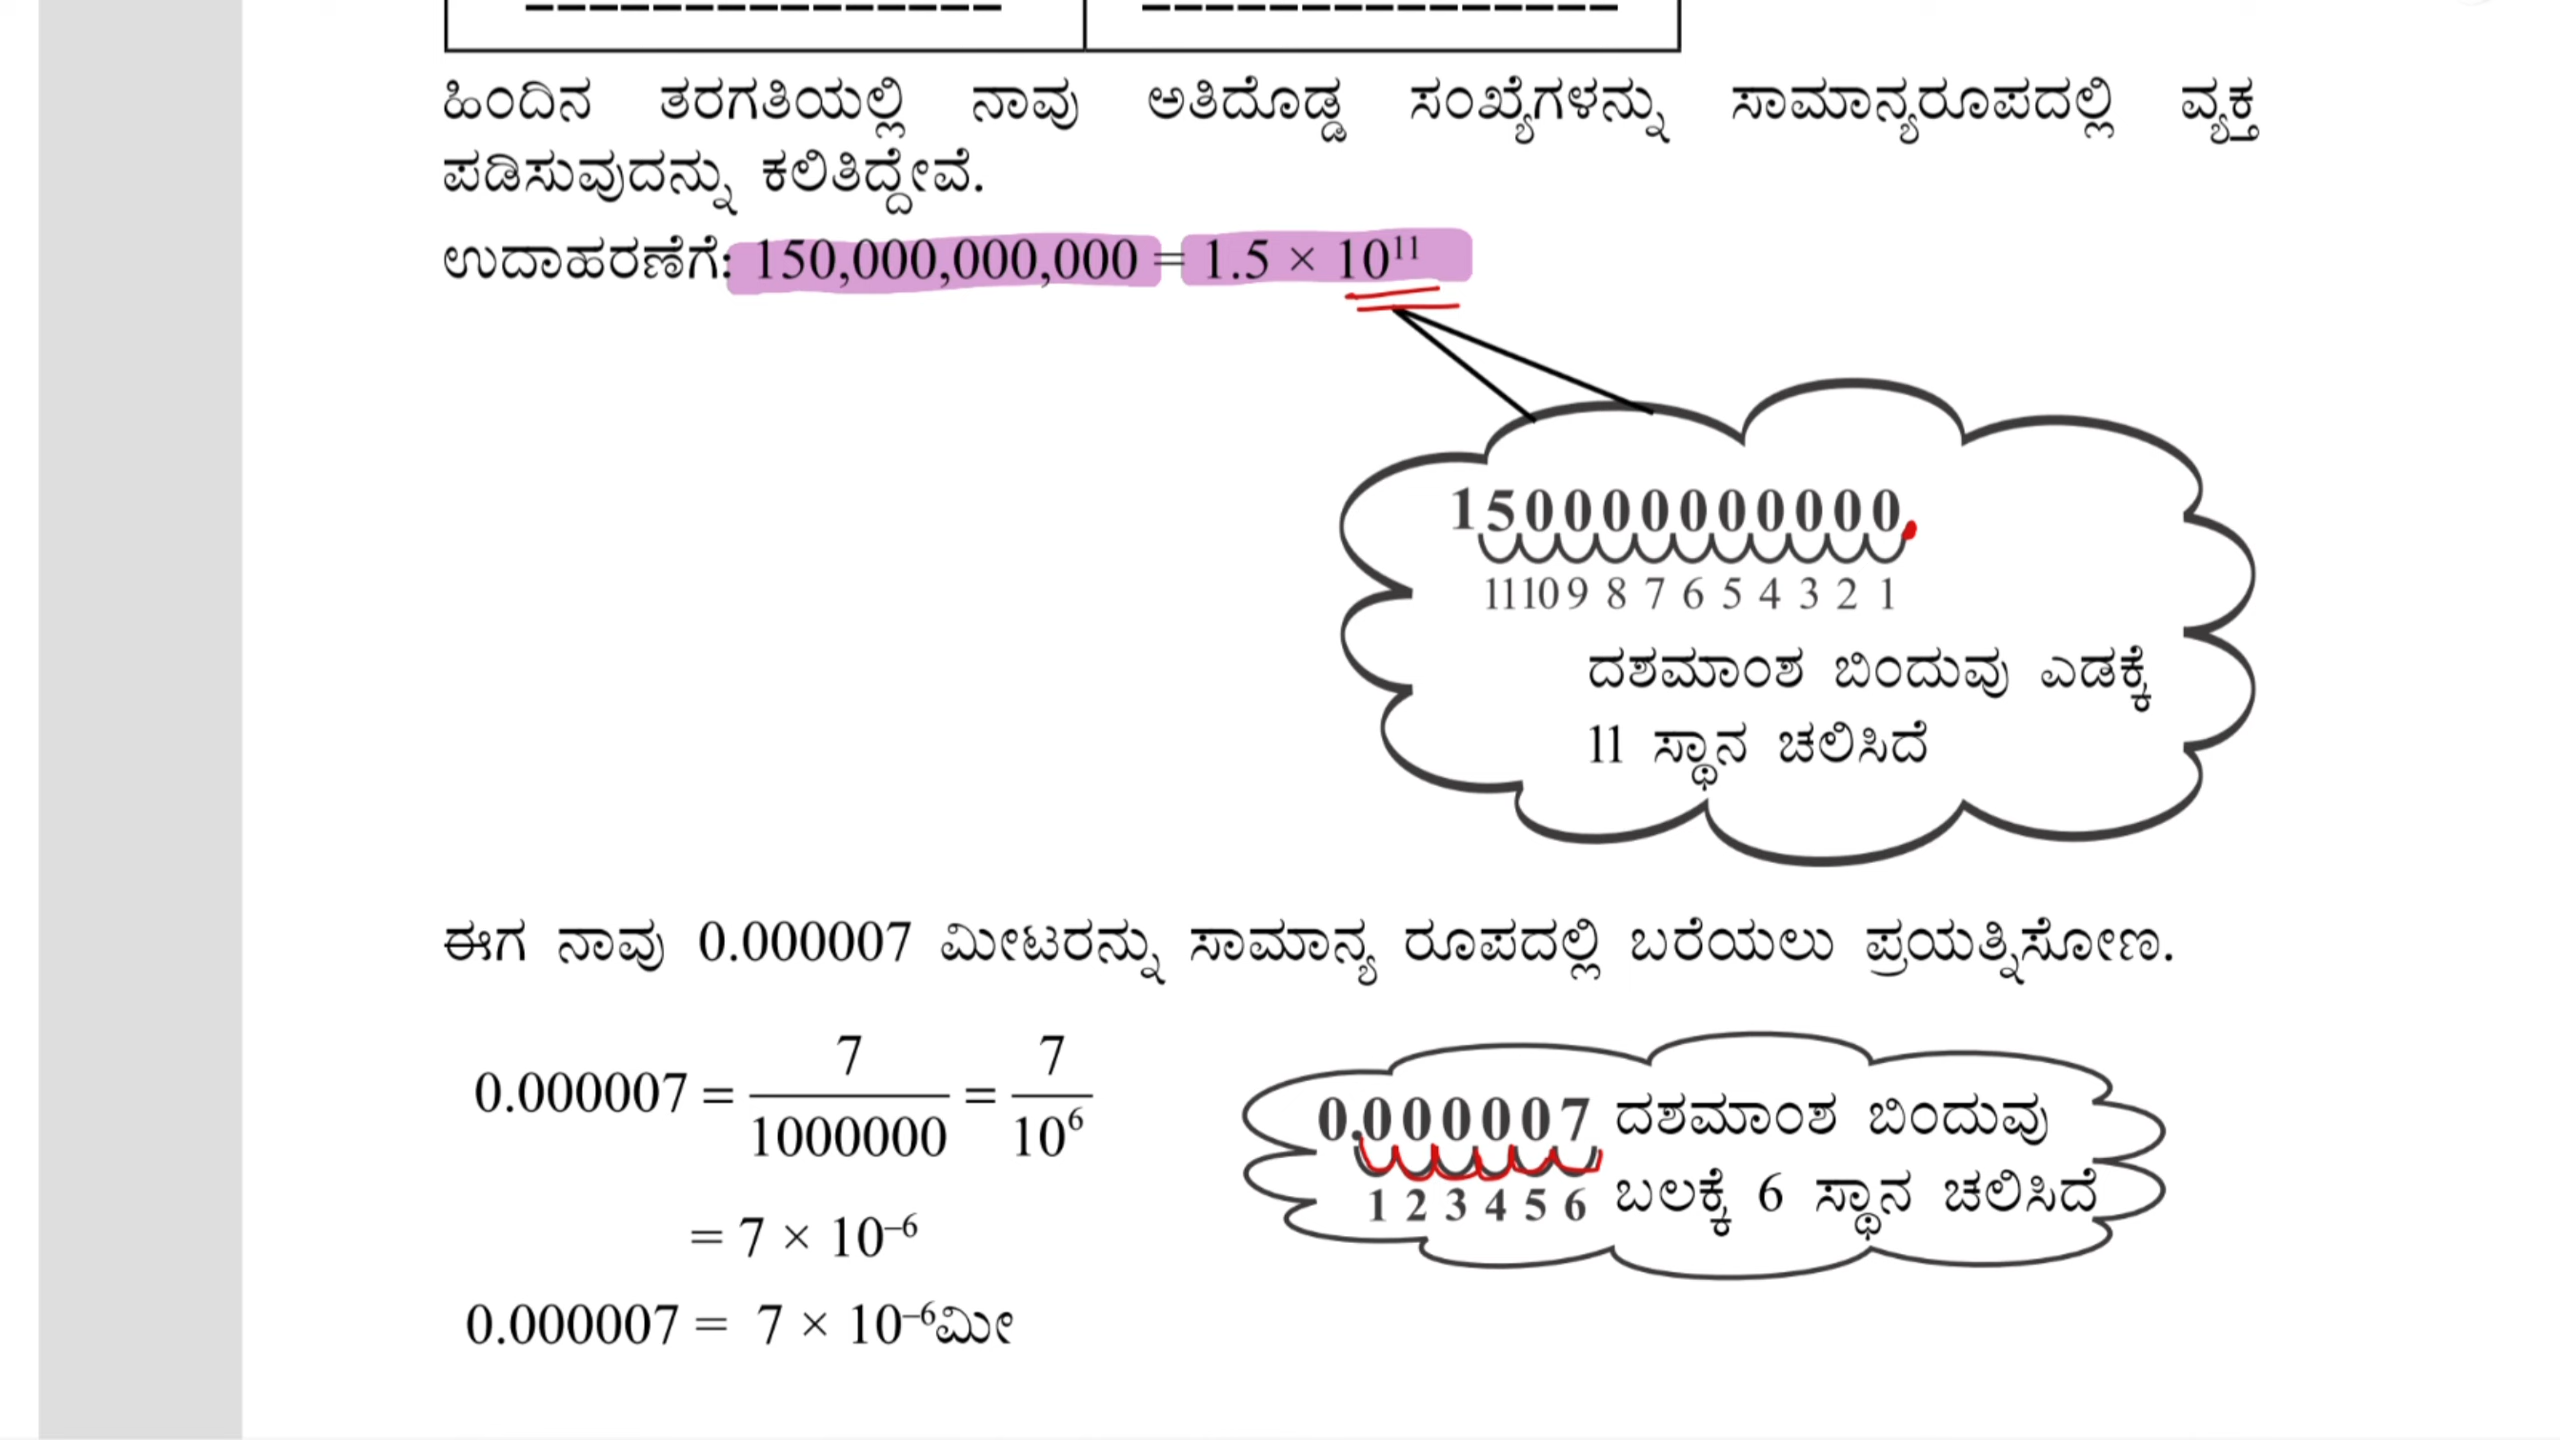 ಹಿಂದಿನ ತರಗತಿಯಲ್ಲಿ ನಾವು ಅತಿದೊಡ್ಡ ಸಂಖ್ಯೆಗಳನ್ನು ಸಾಮಾನ್ಯರೂಪದಲ್ಲಿ ವ್ಯಕ್ತ
ಪಡಿಸುವುದನ್ನು ಕಲಿತಿದ್ದೇವೆ.
ಉದಾಹರಣೆಗೆ: 150,000,000,000 = 1.5 × 10¹¹
150000000000.
11 10 9 8 7 6 5 4 3 2 1
ದಶಮಾಂಶ ಬಿಂದುವು ಎಡಕ್ಕೆ
11 ಸ್ಥಾನ ಚಲಿಸಿದೆ
ಈಗ ನಾವು 0.000007 ಮೀಟರನ್ನು ಸಾಮಾನ್ಯ ರೂಪದಲ್ಲಿ ಬರೆಯಲು ಪ್ರಯತ್ನಿಸೋಣ.
0.000007 = 7/1000000 = 7/10⁶
= 7 × 10⁻⁶
0.000007 = 7 × 10⁻⁶ಮೀ
0.000007 ದಶಮಾಂಶ ಬಿಂದುವು
1 2 3 4 5 6 ಬಲಕ್ಕೆ 6 ಸ್ಥಾನ ಚಲಿಸಿದೆ